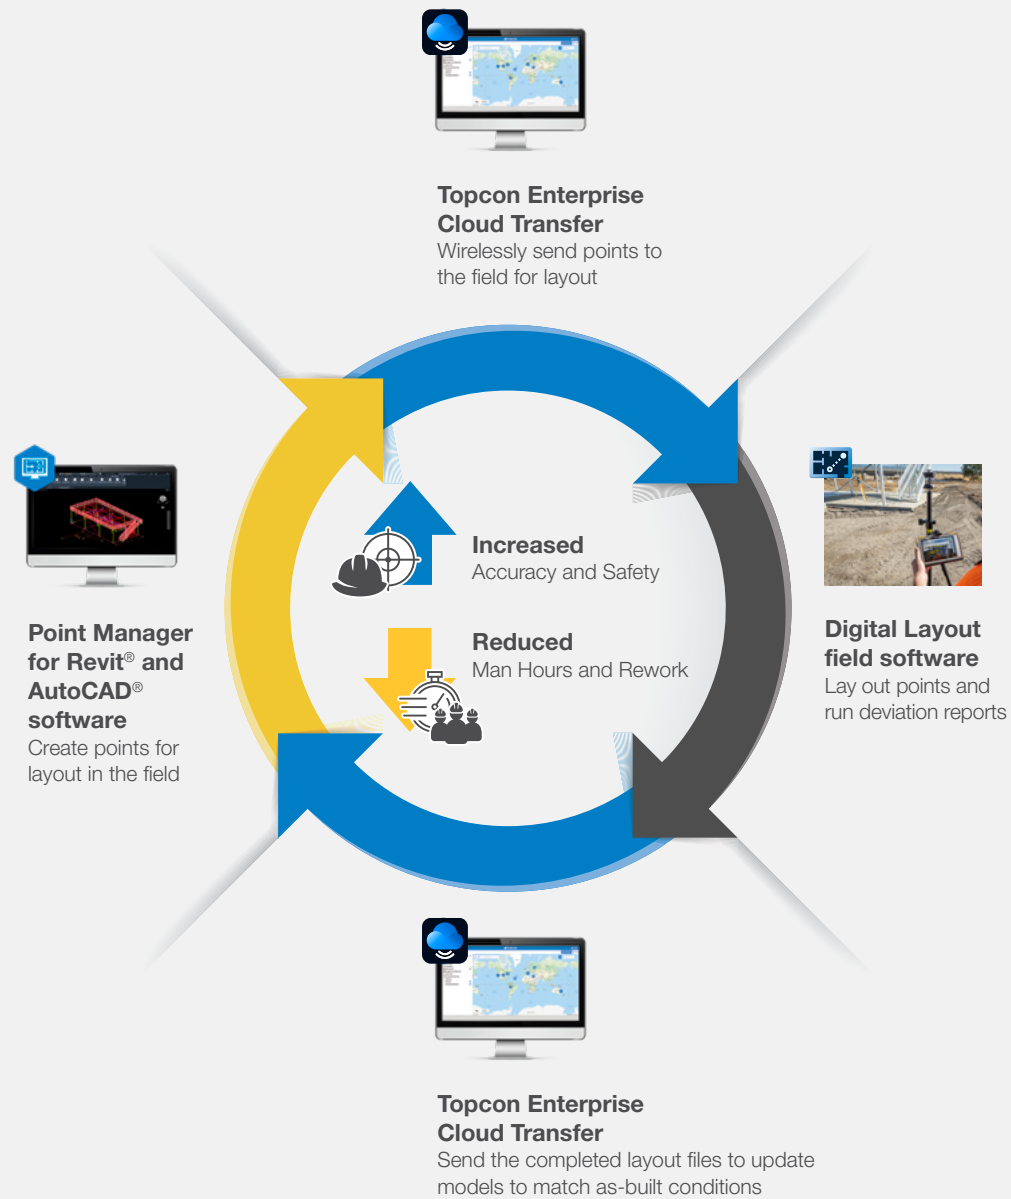 Topcon Enterprise
Cloud Transfer
Wirelessly send points to
the field for layout
Increased
Accuracy and Safety
Reduced
Man Hours and Rework
Point Manager
for Revit® and
AutoCAD®
software
Create points for
layout in the field
Digital Layout
field software
Lay out points and
run deviation reports
Topcon Enterprise
Cloud Transfer
Send the completed layout files to update
models to match as-built conditions